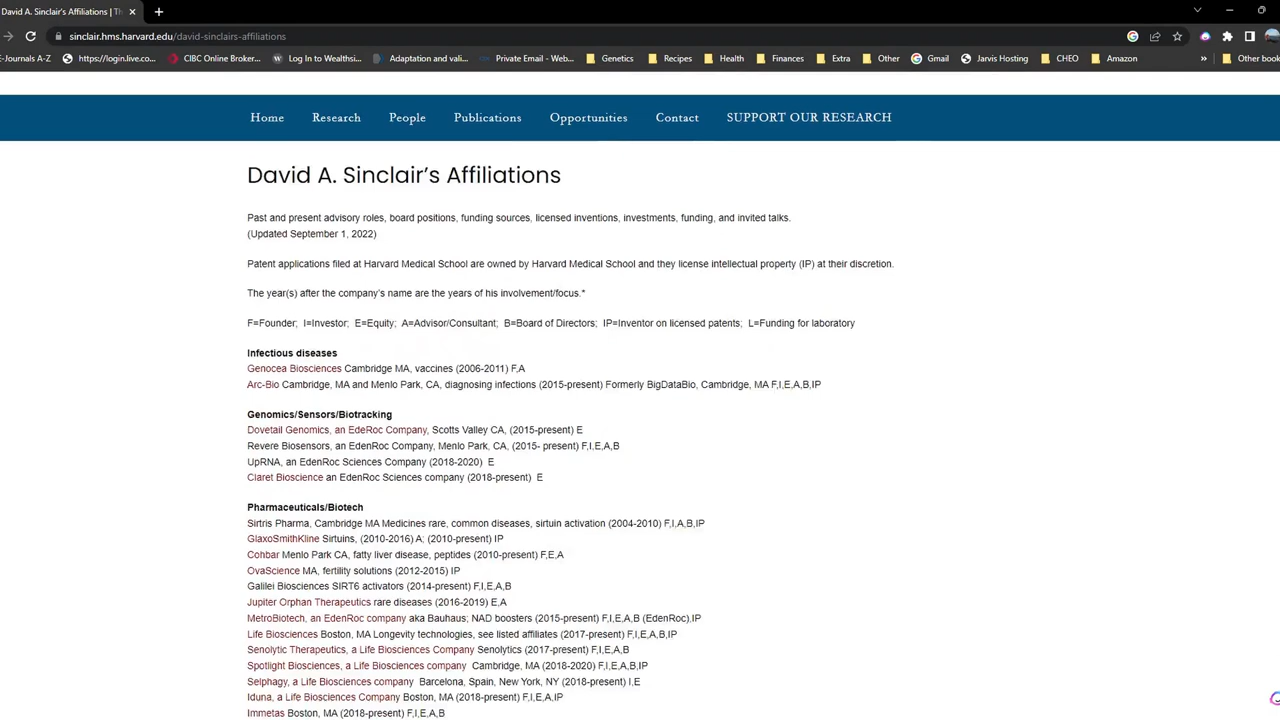 David A. Sinclair's Affiliations | Th
sinclair.hms.harvard.edu/david-sinclairs-affiliations
E-Journals A-Z https://login.live.co... CIBC Online Broker... Log In to Wealthsi... Adaptation and vali... Private Email - Web... Genetics Recipes Health Finances Extra Other Gmail Jarvis Hosting CHEO Amazon » Other book
Home Research People Publications Opportunities Contact SUPPORT OUR RESEARCH
David A. Sinclair's Affiliations
Past and present advisory roles, board positions, funding sources, licensed inventions, investments, funding, and invited talks.
(Updated September 1, 2022)
Patent applications filed at Harvard Medical School are owned by Harvard Medical School and they license intellectual property (IP) at their discretion.
The year(s) after the company's name are the years of his involvement/focus.*
F=Founder; I=Investor; E=Equity; A=Advisor/Consultant; B=Board of Directors; IP=Inventor on licensed patents; L=Funding for laboratory
Infectious diseases
Genocea Biosciences Cambridge MA, vaccines (2006-2011) F,A
Arc-Bio Cambridge, MA and Menlo Park, CA, diagnosing infections (2015-present) Formerly BigDataBio, Cambridge, MA F,I,E,A,B,IP
Genomics/Sensors/Biotracking
Dovetail Genomics, an EdeRoc Company, Scotts Valley CA, (2015-present) E
Revere Biosensors, an EdenRoc Company, Menlo Park, CA, (2015- present) F,I,E,A,B
UpRNA, an EdenRoc Sciences Company (2018-2020) E
Claret Bioscience an EdenRoc Sciences company (2018-present) E
Pharmaceuticals/Biotech
Sirtris Pharma, Cambridge MA Medicines rare, common diseases, sirtuin activation (2004-2010) F,I,A,B,IP
GlaxoSmithKline Sirtuins, (2010-2016) A; (2010-present) IP
Cohbar Menlo Park CA, fatty liver disease, peptides (2010-present) F,E,A
OvaScience MA, fertility solutions (2012-2015) IP
Galilei Biosciences SIRT6 activators (2014-present) F,I,E,A,B
Jupiter Orphan Therapeutics rare diseases (2016-2019) E,A
MetroBiotech, an EdenRoc company aka Bauhaus; NAD boosters (2015-present) F,I,E,A,B (EdenRoc),IP
Life Biosciences Boston, MA Longevity technologies, see listed affiliates (2017-present) F,I,E,A,B,IP
Senolytic Therapeutics, a Life Biosciences Company Senolytics (2017-present) F,I,E,A,B
Spotlight Biosciences, a Life Biosciences company Cambridge, MA (2018-2020) F,I,E,A,B,IP
Selphagy, a Life Biosciences company Barcelona, Spain, New York, NY (2018-present) I,E
Iduna, a Life Biosciences Company Boston, MA (2018-present) F,I,E,A,IP
Immetas Boston, MA (2018-present) F,I,E,A,B